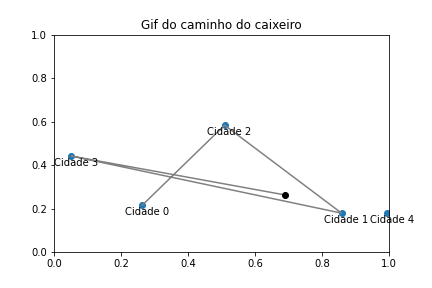 Gif do caminho do caixeiro
1.0
0.8
0.6
0.4
0.2
0.0
Cidade 2
Cidade 3
Cidade 0
Cidade 1
Cidade 4
0.0 0.2 0.4 0.6 0.8 1.0